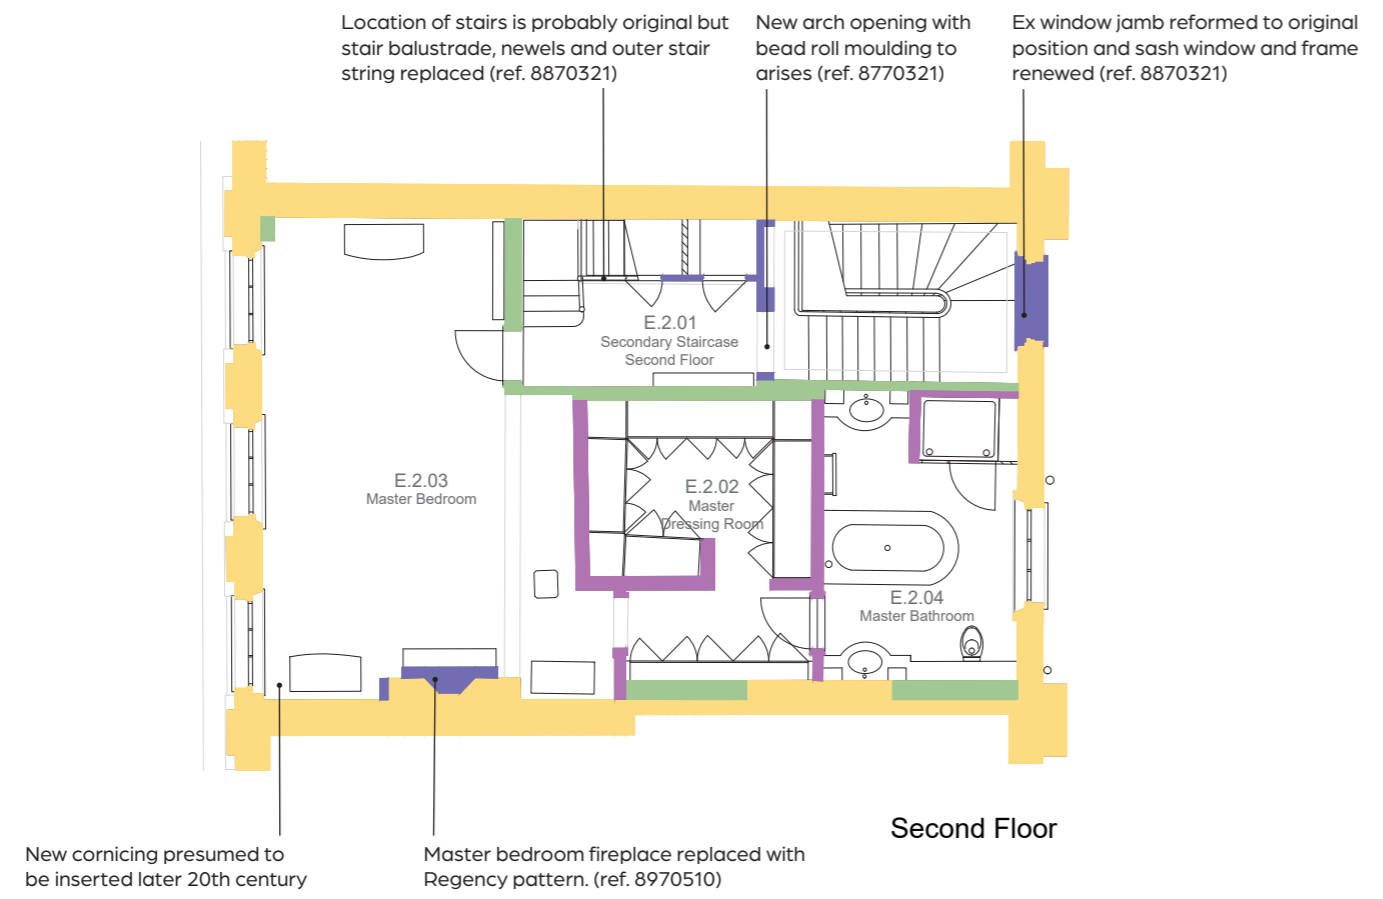 Location of stairs is probably original but
stair balustrade, newels and outer stair
string replaced (ref. 8870321)
New arch opening with
bead roll moulding to
arises (ref. 8770321)
Ex window jamb reformed to original
position and sash window and frame
renewed (ref. 8870321)
E.2.01
Secondary Staircase
Second Floor
E.2.03
Master Bedroom
E.2.02
Master
Dressing Room
E.2.04
Master Bathroom
Second Floor
New cornicing presumed to
be inserted later 20th century
Master bedroom fireplace replaced with
Regency pattern. (ref. 8970510)